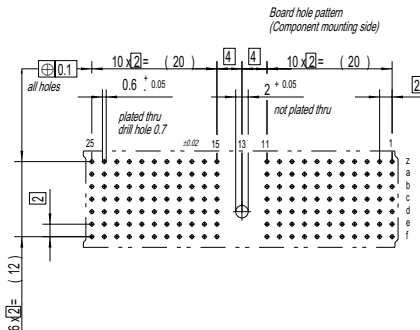 Board hole pattern
(Component mounting side)
10 x 2 = ( 20 )
4
4
10 x 2 = ( 20 )
⌖ 0.1
all holes
0.6 ± 0.05
2 + 0.05
2
plated thru
drill hole 0.7
not plated thru
25
±0.02
15
13
11
1
z
a
b
c
d
e
f
2
6 x 2 = ( 12 )